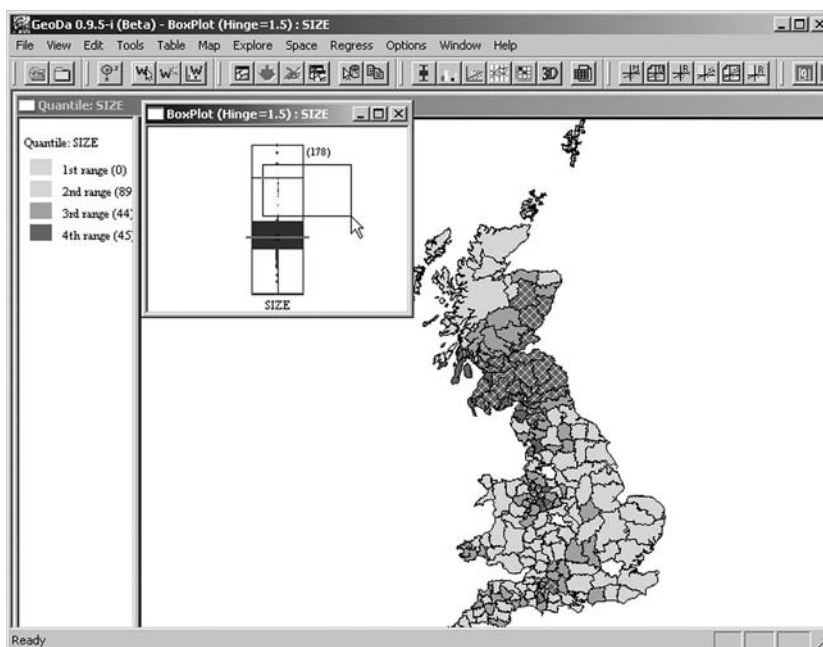 GeoDa 0.9.5-i (Beta) - BoxPlot (Hinge=1.5) : SIZE
File View Edit Tools Table Map Explore Space Regress Options Window Help
3D
Quantile: SIZE
BoxPlot (Hinge=1.5) : SIZE
Quantile: SIZE
1st range (0)
2nd range (89
3rd range (44)
4th range (45)
(178)
SIZE
Ready